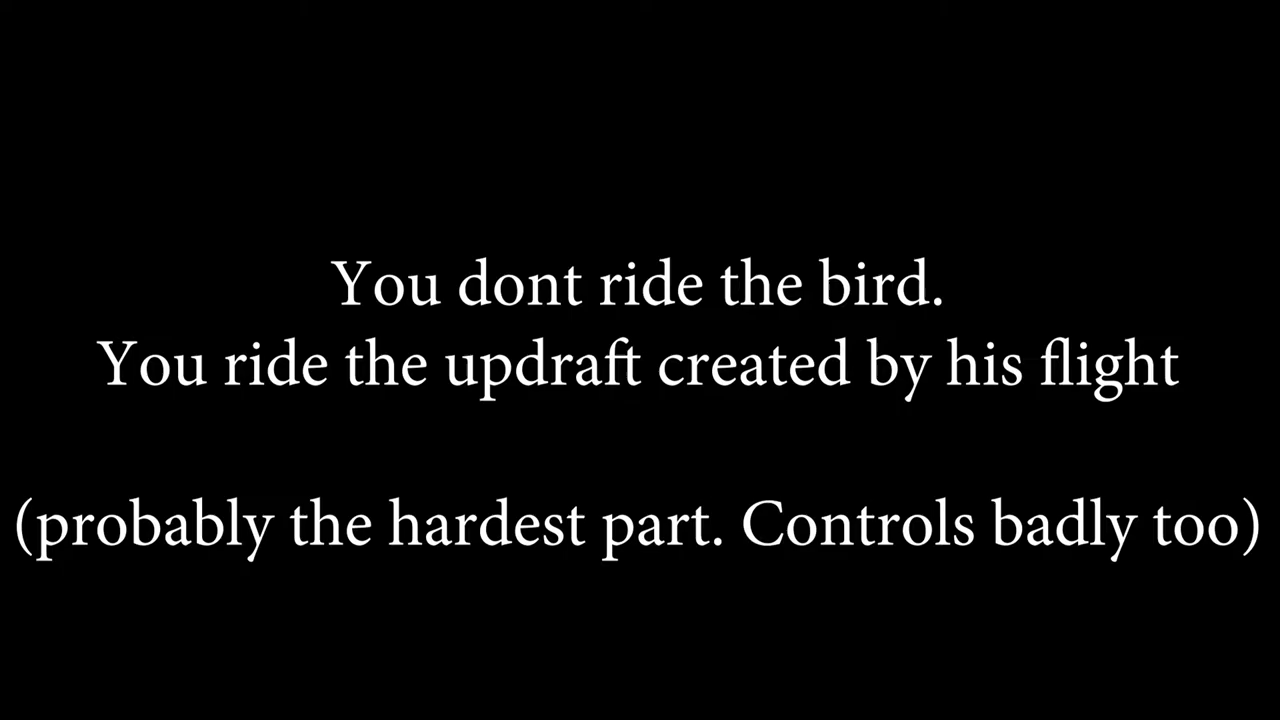 You dont ride the bird.
You ride the updraft created by his flight
(probably the hardest part. Controls badly too)